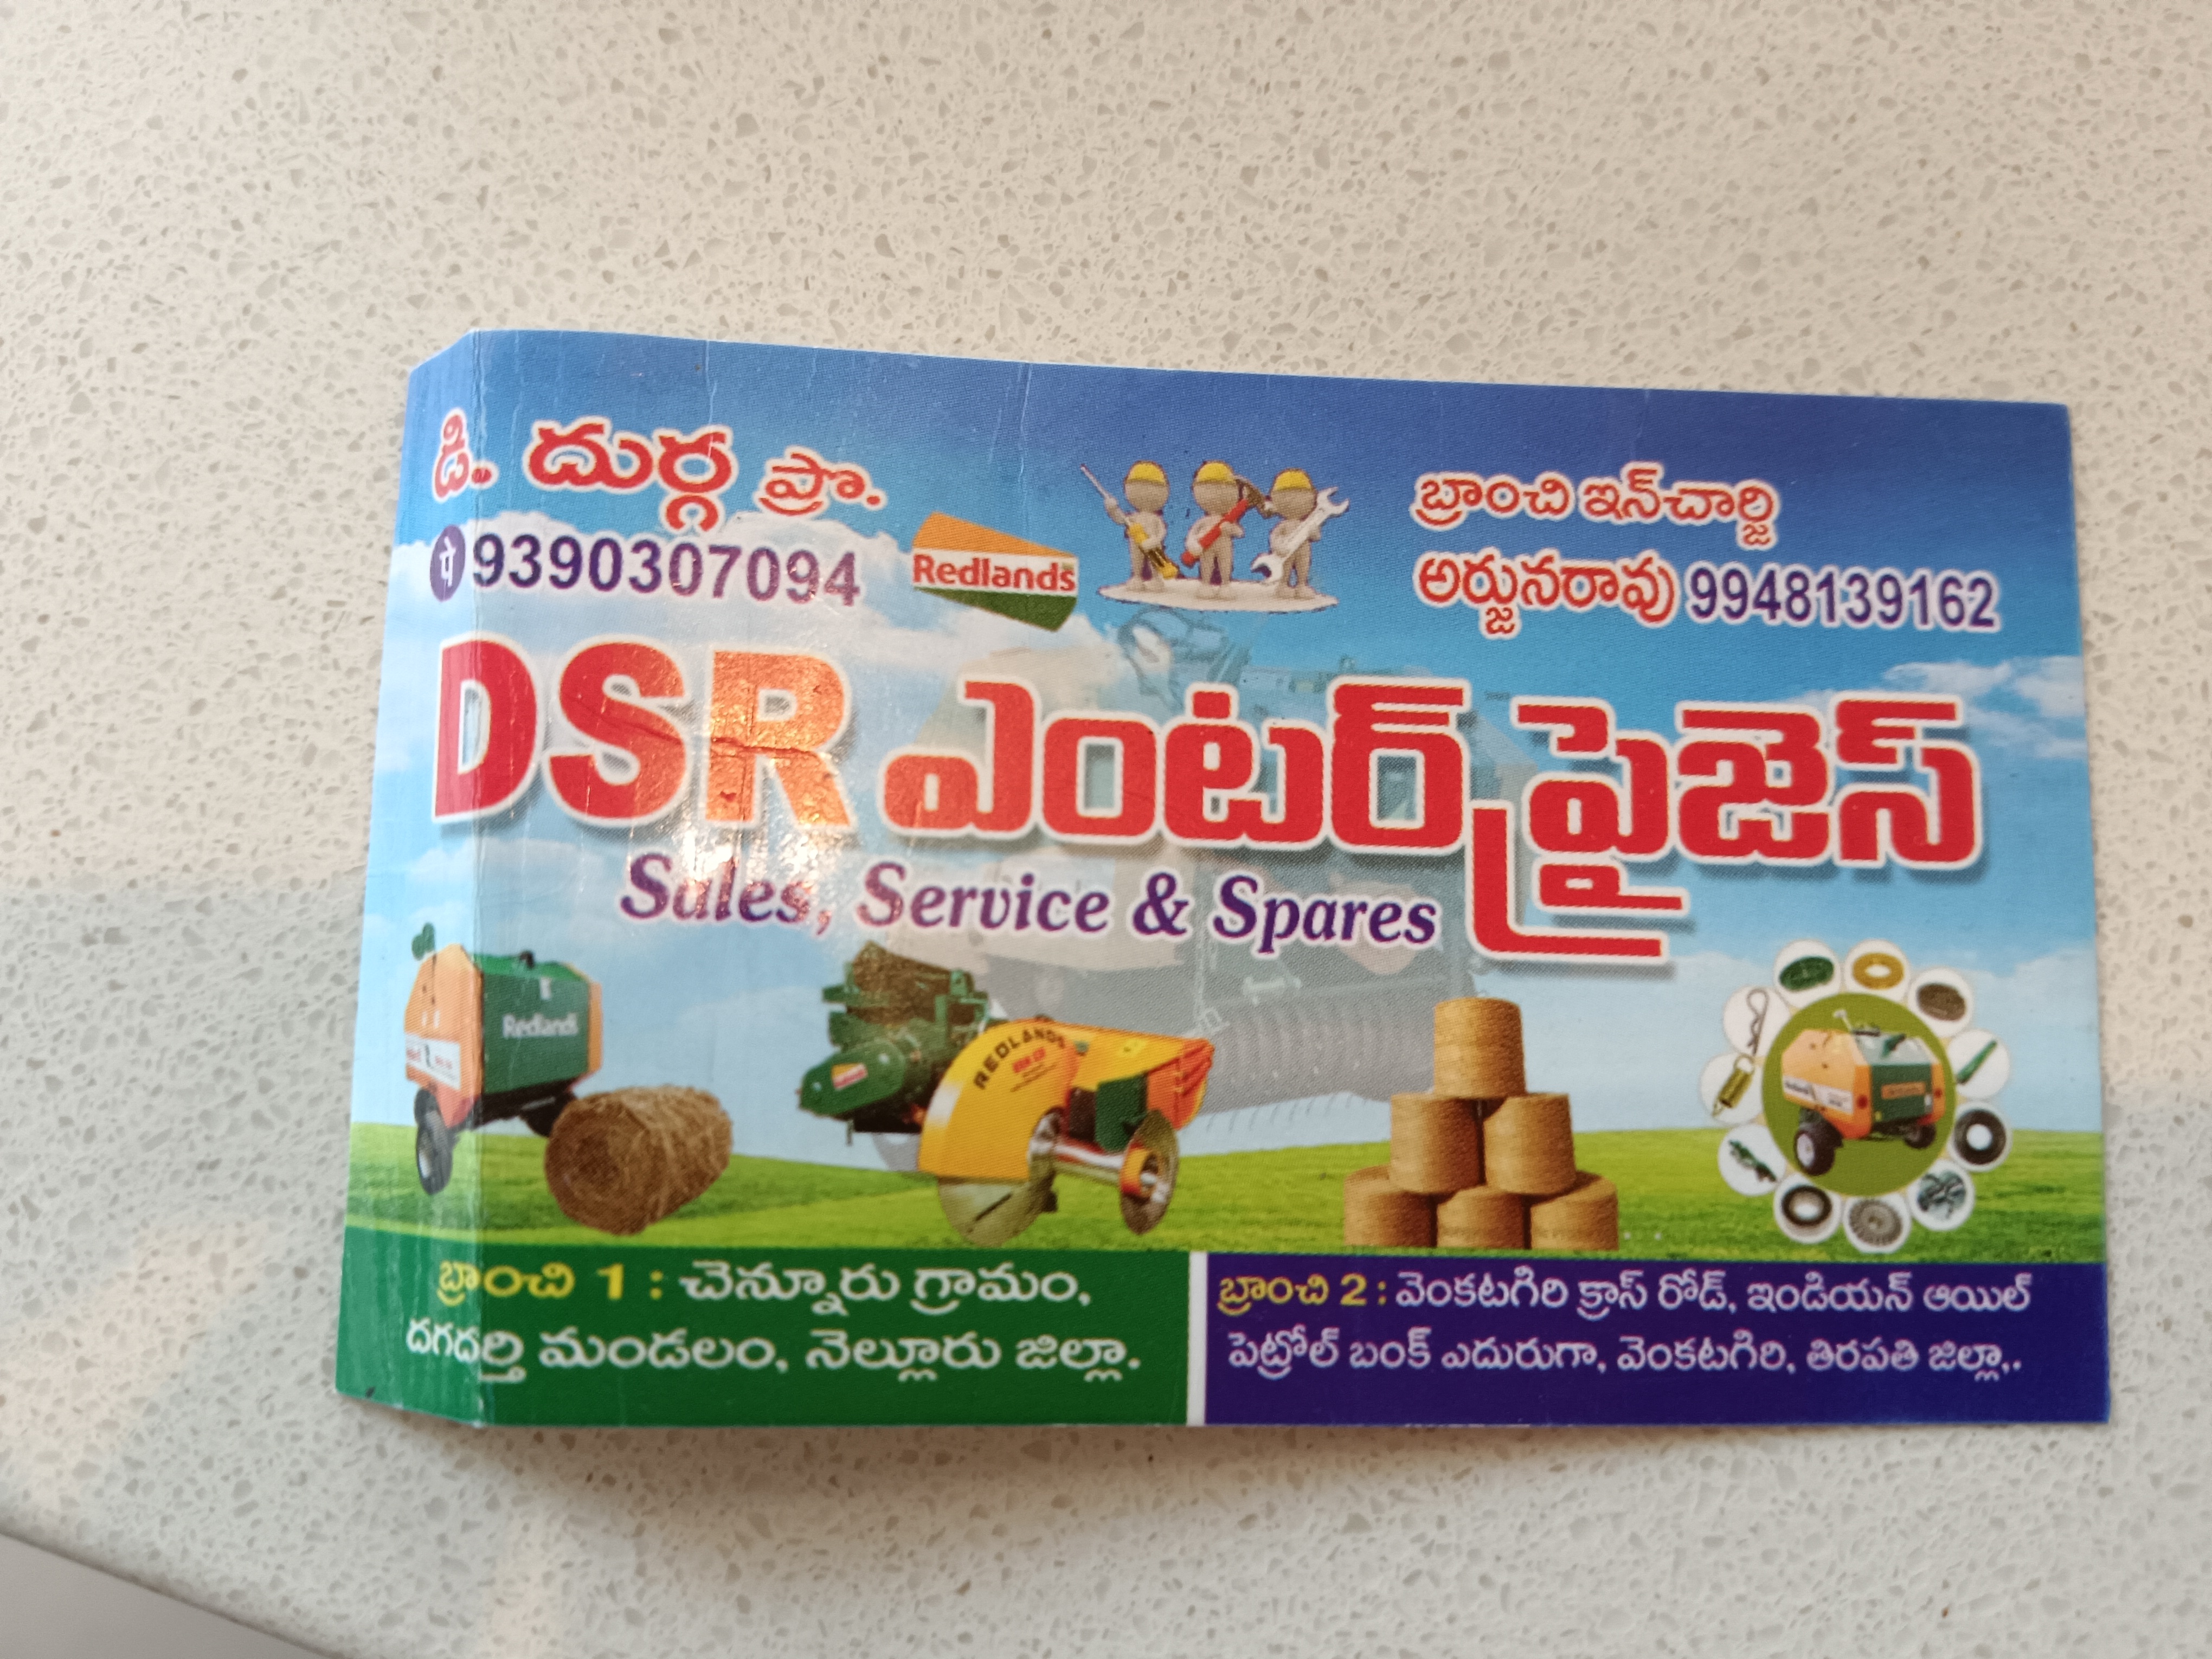 డి. దుర్గ ప్రొ.
9390307094
Redlands
బ్రాంచి ఇన్‌చార్జి
అర్జునరావు 9948139162
DSR ఎంటర్‌ప్రైజెస్
Sales, Service & Spares
Redlands
REDLANDS
బ్రాంచి 1 : చెన్నూరు గ్రామం,
దగదర్తి మండలం, నెల్లూరు జిల్లా.
బ్రాంచి 2 : వెంకటగిరి క్రాస్ రోడ్, ఇండియన్ ఆయిల్
పెట్రోల్ బంక్ ఎదురుగా, వెంకటగిరి, తిరపతి జిల్లా,.